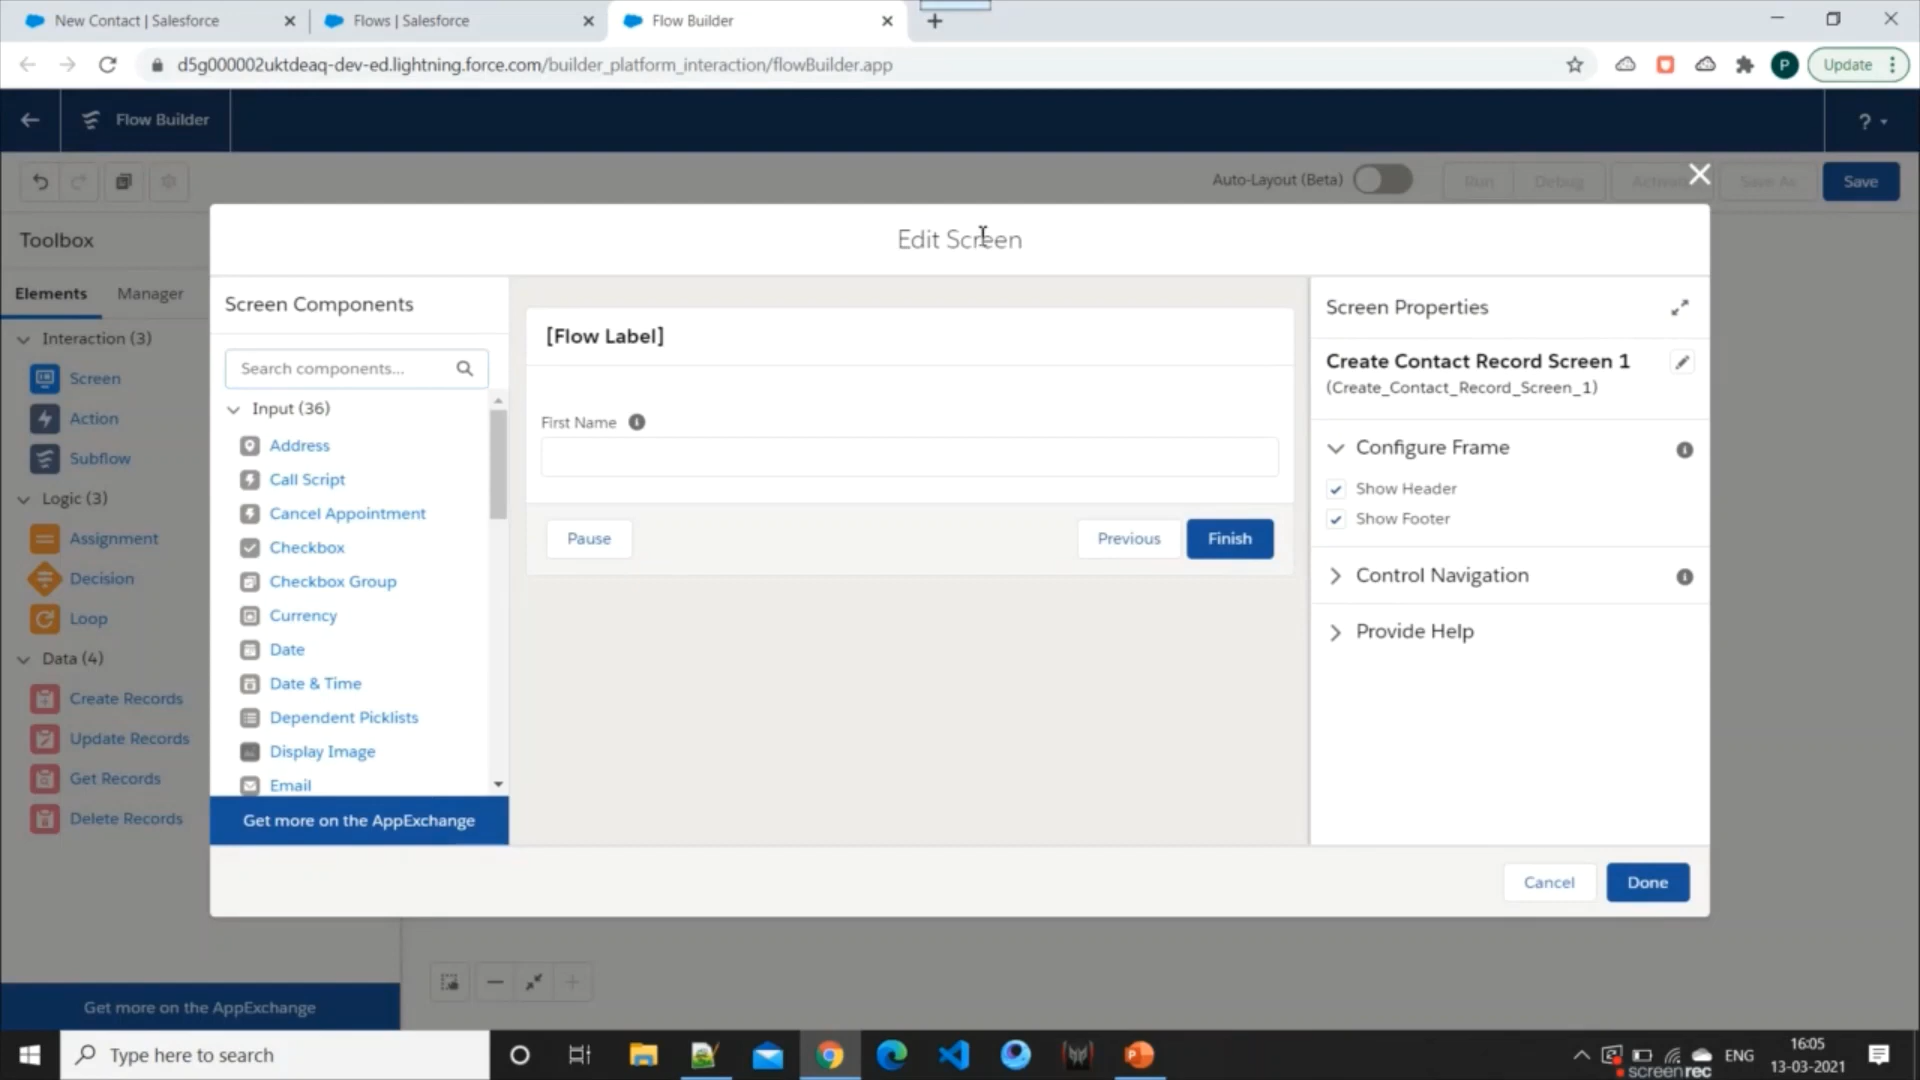 New Contact | Salesforce
Flows | Salesforce
Flow Builder
d5g000002uktdeaq-dev-ed.lightning.force.com/builder_platform_interaction/flowBuilder.app
P
Update
Flow Builder
?
Auto-Layout (Beta)
Run
Debug
Save As
Save
Toolbox
Elements
Manager
Interaction (3)
Screen
Action
Subflow
Logic (3)
Assignment
Decision
Loop
Data (4)
Create Records
Update Records
Get Records
Delete Records
Get more on the AppExchange
Edit Screen
Screen Components
Search components...
Input (36)
Address
Call Script
Cancel Appointment
Checkbox
Checkbox Group
Currency
Date
Date & Time
Dependent Picklists
Display Image
Email
Get more on the AppExchange
[Flow Label]
First Name
Pause
Previous
Finish
Screen Properties
Create Contact Record Screen 1
(Create_Contact_Record_Screen_1)
Configure Frame
Show Header
Show Footer
Control Navigation
Provide Help
Cancel
Done
Type here to search
ENG
16:05
13-03-2021
screenrec